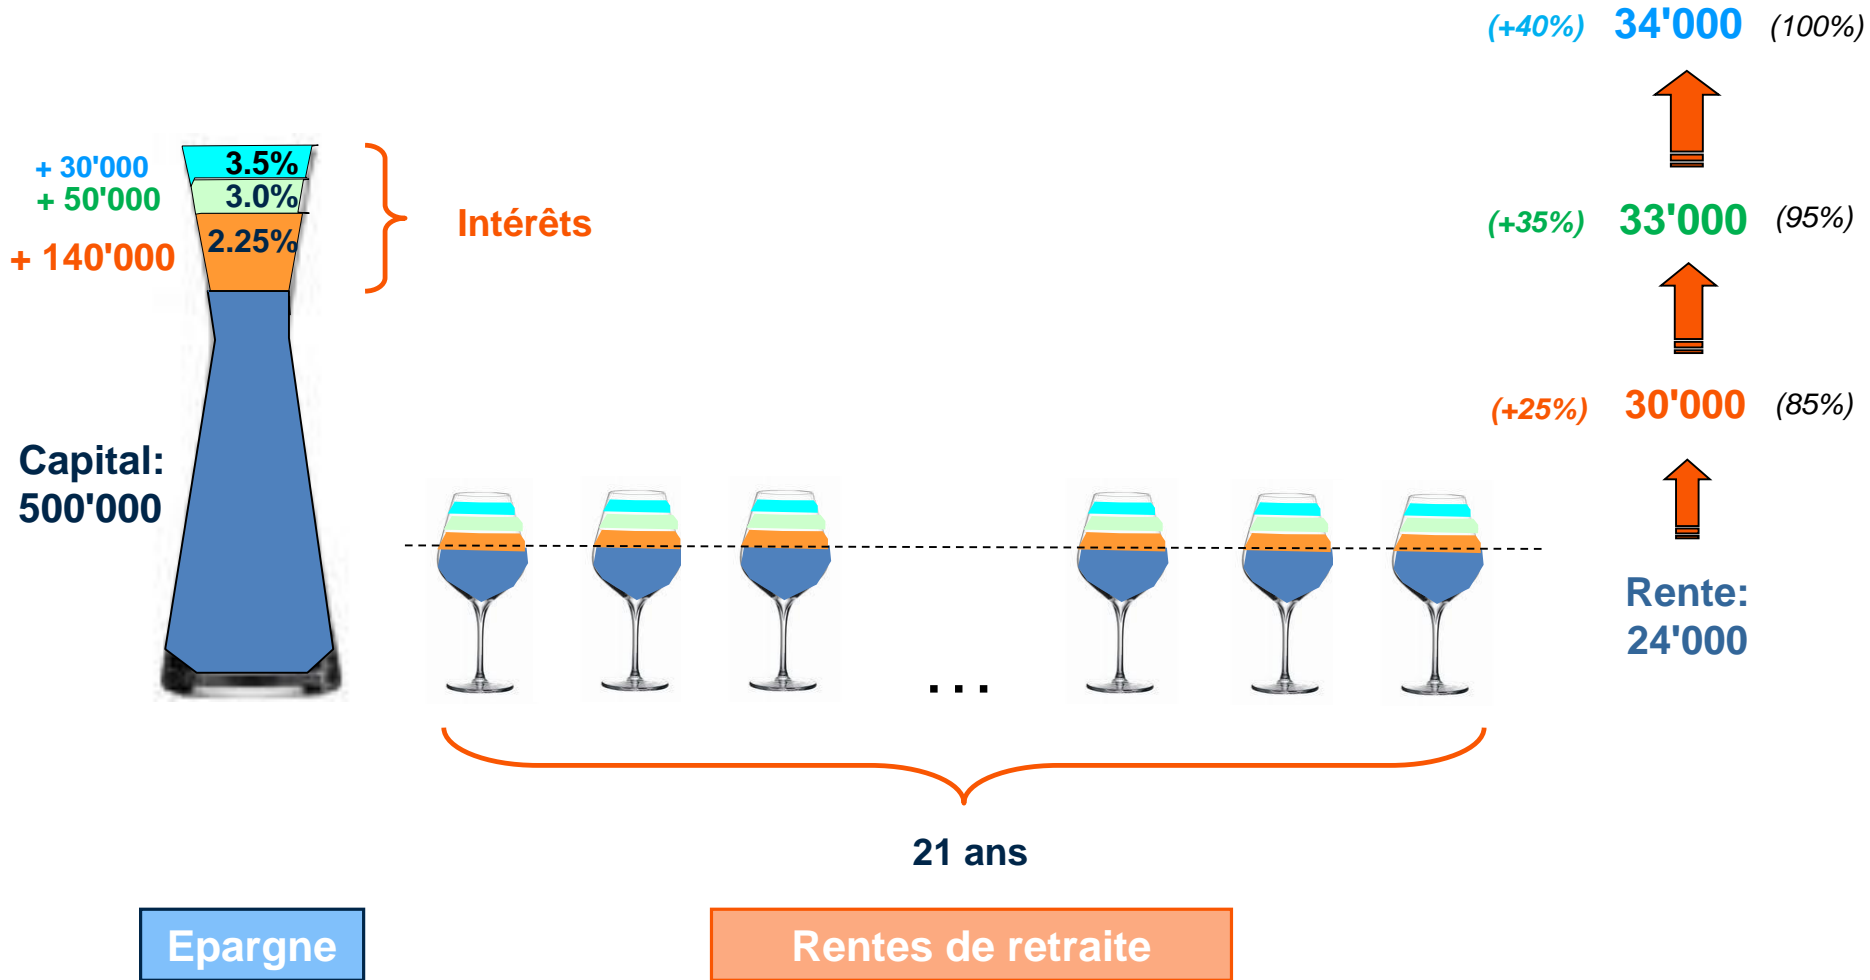 (+40%) 34'000 (100%)
+ 30'000 3.5%
+ 50'000 3.0%
(+35%) 33'000 (95%)
Intérêts
+ 140'000 2.25%
(+25%) 30'000 (85%)
Capital:
500'000
Rente:
24'000
...
21 ans
Epargne
Rentes de retraite